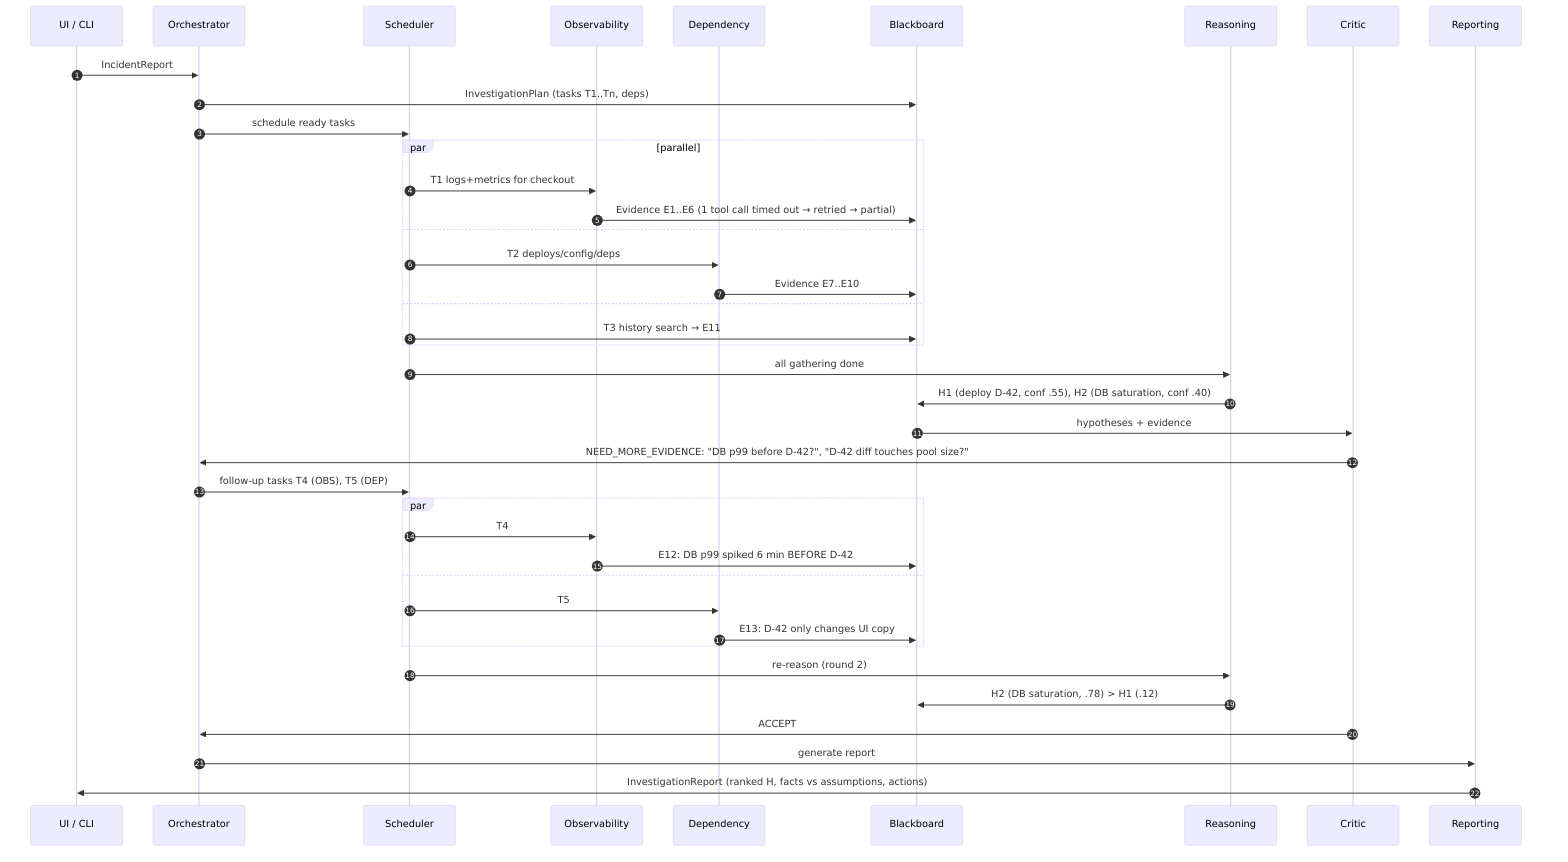 UI / CLI
Orchestrator
Scheduler
Observability
Dependency
Blackboard
Reasoning
Critic
Reporting
1
IncidentReport
2
InvestigationPlan (tasks T1..Tn, deps)
3
schedule ready tasks
par
[parallel]
4
T1 logs+metrics for checkout
5
Evidence E1..E6 (1 tool call timed out → retried → partial)
6
T2 deploys/config/deps
7
Evidence E7..E10
8
T3 history search → E11
9
all gathering done
10
H1 (deploy D-42, conf .55), H2 (DB saturation, conf .40)
11
hypotheses + evidence
12
NEED_MORE_EVIDENCE: "DB p99 before D-42?", "D-42 diff touches pool size?"
13
follow-up tasks T4 (OBS), T5 (DEP)
par
14
T4
15
E12: DB p99 spiked 6 min BEFORE D-42
16
T5
17
E13: D-42 only changes UI copy
18
re-reason (round 2)
19
H2 (DB saturation, .78) > H1 (.12)
20
ACCEPT
21
generate report
22
InvestigationReport (ranked H, facts vs assumptions, actions)
UI / CLI
Orchestrator
Scheduler
Observability
Dependency
Blackboard
Reasoning
Critic
Reporting